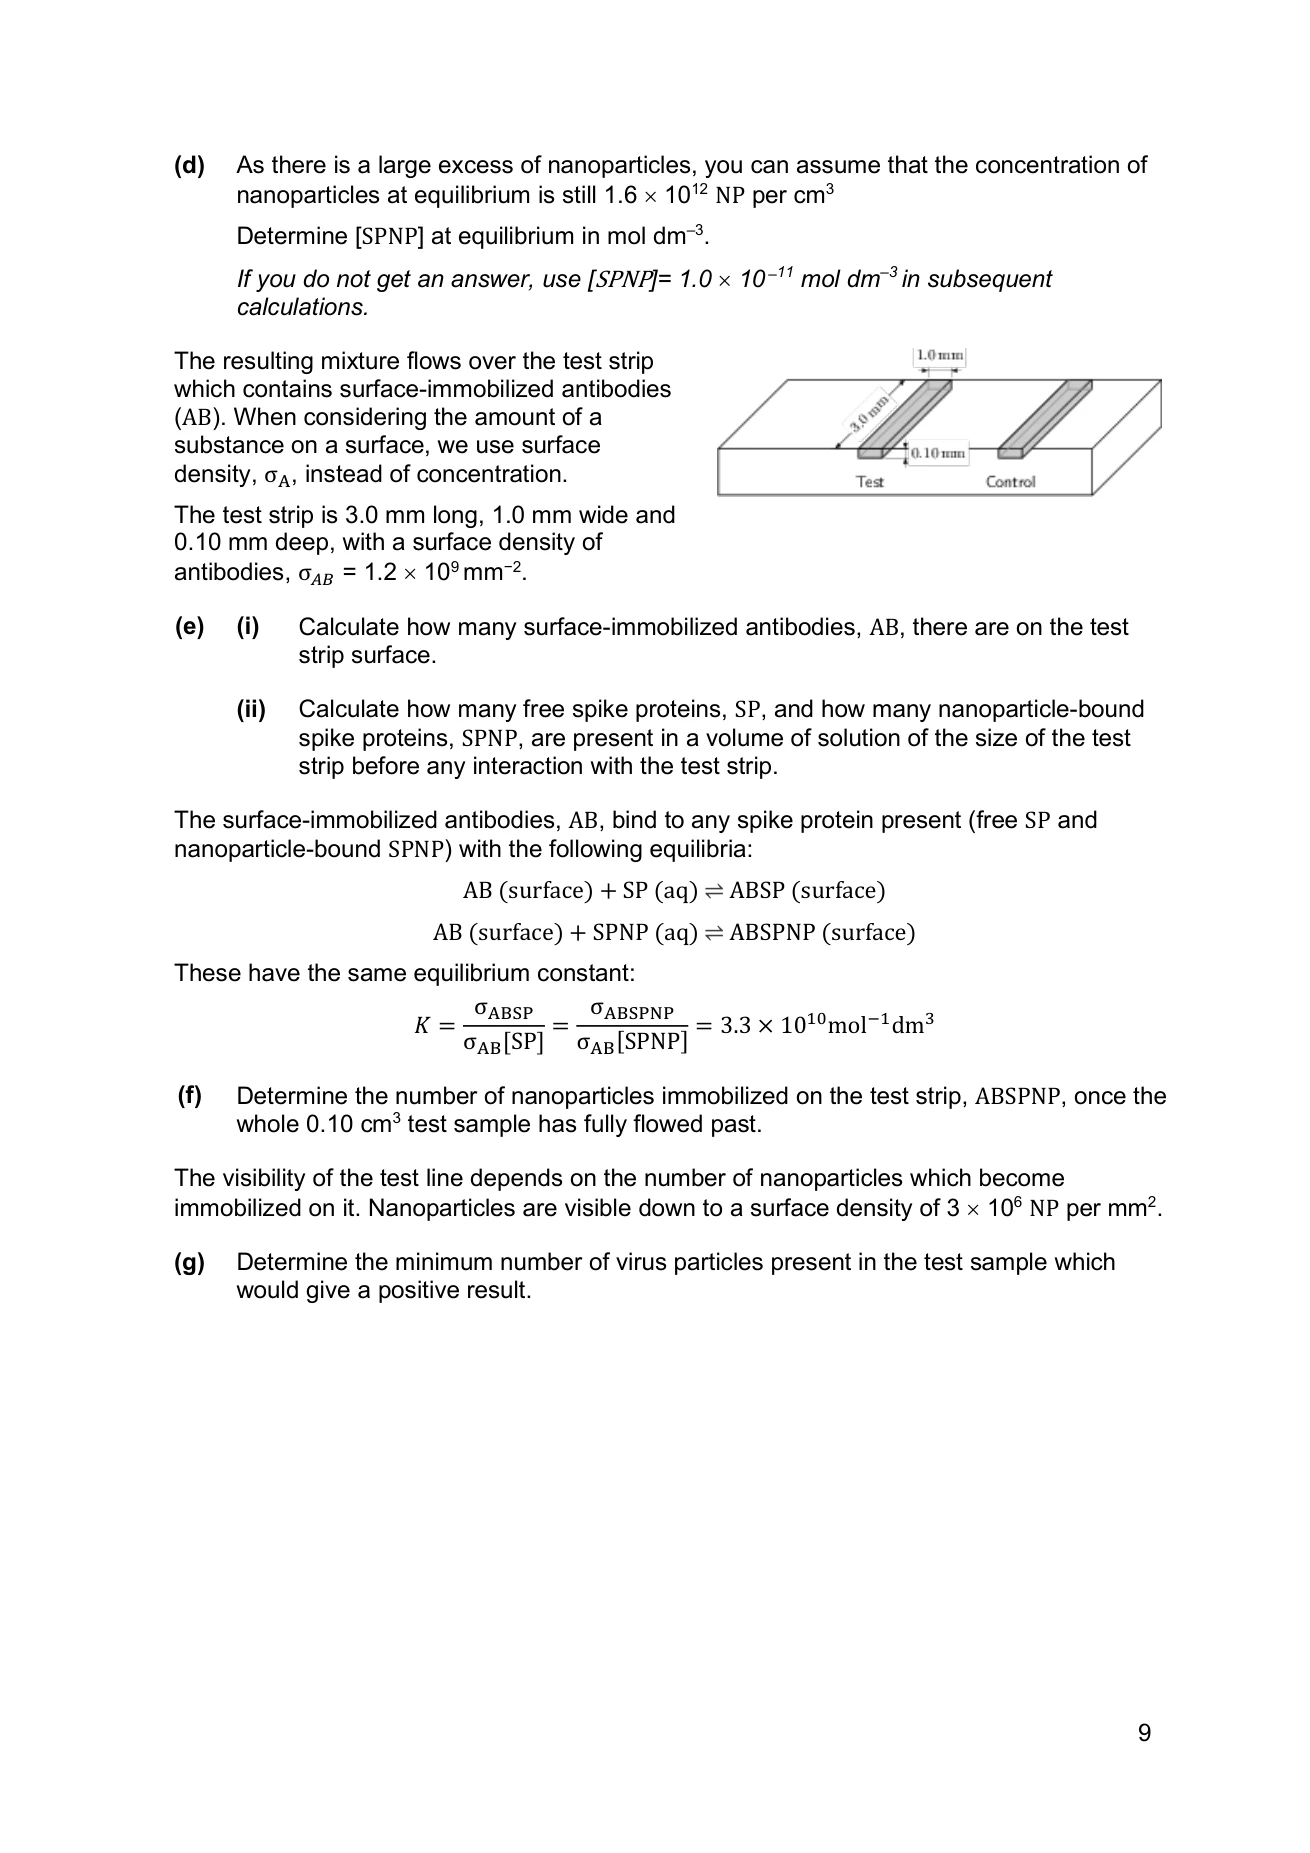 (d) As there is a large excess of nanoparticles, you can assume that the concentration of
nanoparticles at equilibrium is still 1.6 × 10¹² NP per cm³
Determine [SPNP] at equilibrium in mol dm⁻³.
If you do not get an answer, use [SPNP]= 1.0 × 10⁻¹¹ mol dm⁻³ in subsequent
calculations.
The resulting mixture flows over the test strip
which contains surface-immobilized antibodies
(AB). When considering the amount of a
substance on a surface, we use surface
density, σ_A, instead of concentration.
The test strip is 3.0 mm long, 1.0 mm wide and
0.10 mm deep, with a surface density of
antibodies, σ_AB = 1.2 × 10⁹ mm⁻².
1.0 mm
3.0 mm
0.10 mm
Test
Control
(e) (i) Calculate how many surface-immobilized antibodies, AB, there are on the test
strip surface.
(ii) Calculate how many free spike proteins, SP, and how many nanoparticle-bound
spike proteins, SPNP, are present in a volume of solution of the size of the test
strip before any interaction with the test strip.
The surface-immobilized antibodies, AB, bind to any spike protein present (free SP and
nanoparticle-bound SPNP) with the following equilibria:
AB (surface) + SP (aq) ⇌ ABSP (surface)
AB (surface) + SPNP (aq) ⇌ ABSPNP (surface)
These have the same equilibrium constant:
K = σ_ABSP / σ_AB[SP] = σ_ABSPNP / σ_AB[SPNP] = 3.3 × 10¹⁰ mol⁻¹dm³
(f) Determine the number of nanoparticles immobilized on the test strip, ABSPNP, once the
whole 0.10 cm³ test sample has fully flowed past.
The visibility of the test line depends on the number of nanoparticles which become
immobilized on it. Nanoparticles are visible down to a surface density of 3 × 10⁶ NP per mm².
(g) Determine the minimum number of virus particles present in the test sample which
would give a positive result.
9